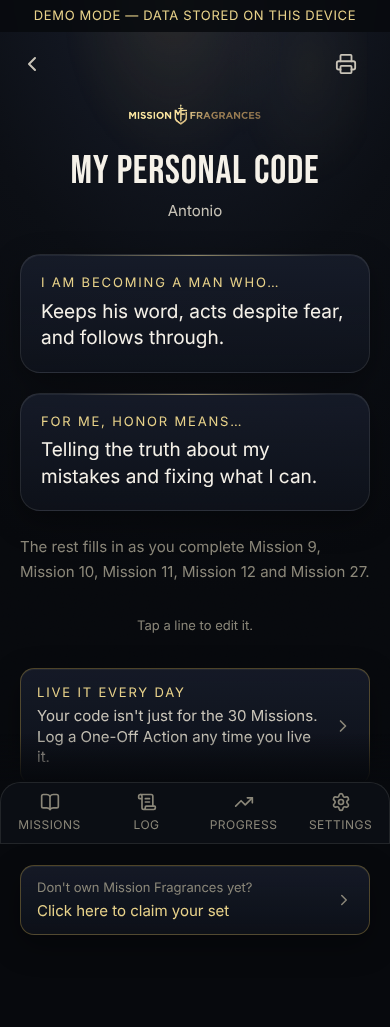 DEMO MODE — DATA STORED ON THIS DEVICE
MISSION FRAGRANCES
MY PERSONAL CODE
Antonio
I AM BECOMING A MAN WHO…
Keeps his word, acts despite fear,
and follows through.
FOR ME, HONOR MEANS…
Telling the truth about my
mistakes and fixing what I can.
The rest fills in as you complete Mission 9,
Mission 10, Mission 11, Mission 12 and Mission 27.
Tap a line to edit it.
LIVE IT EVERY DAY
Your code isn't just for the 30 Missions.
Log a One-Off Action any time you live
it.
MISSIONS LOG PROGRESS SETTINGS
Don't own Mission Fragrances yet?
Click here to claim your set